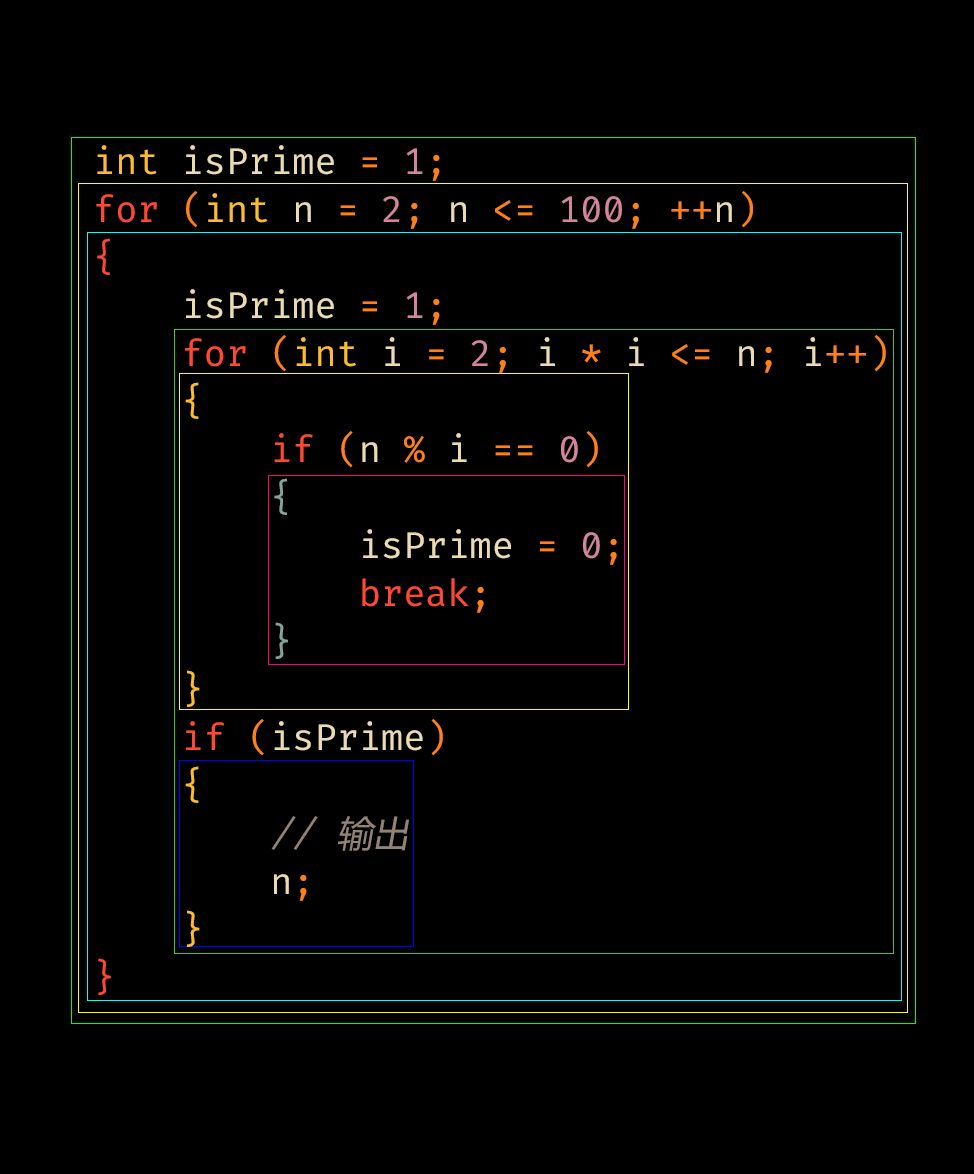 int isPrime = 1;
for (int n = 2; n <= 100; ++n)
{
    isPrime = 1;
    for (int i = 2; i * i <= n; i++)
    {
        if (n % i == 0)
        {
            isPrime = 0;
            break;
        }
    }
    if (isPrime)
    {
        // 输出
        n;
    }
}